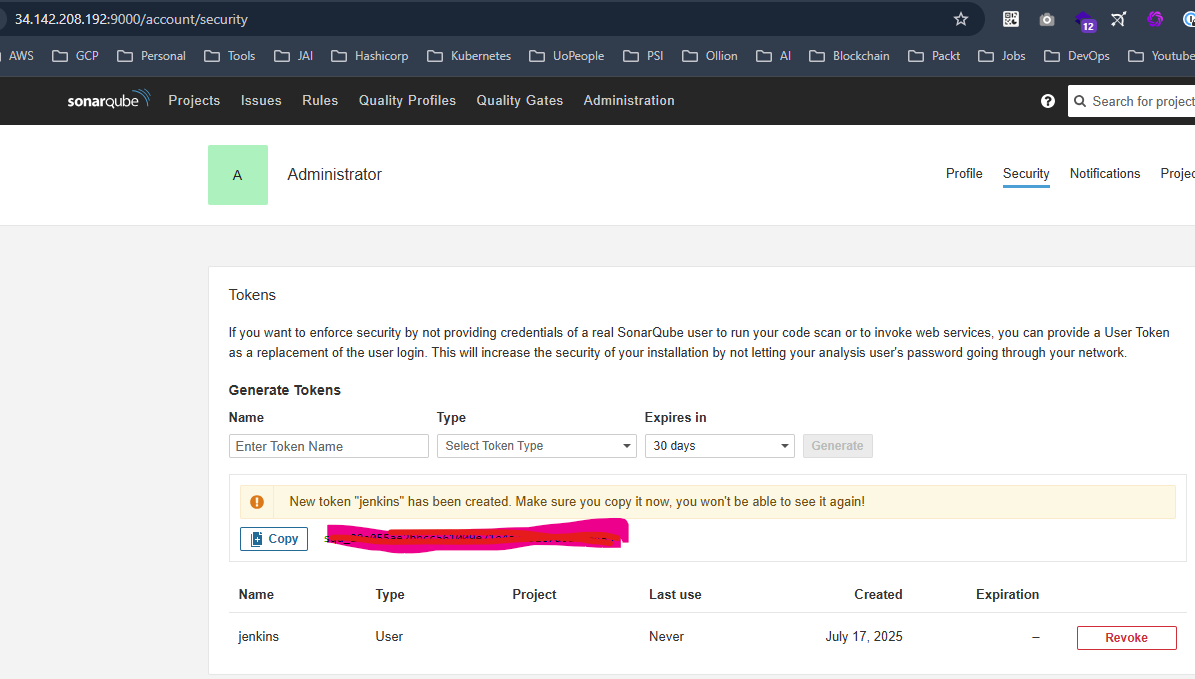 34.142.208.192:9000/account/security
12
AWS GCP Personal Tools JAI Hashicorp Kubernetes UoPeople PSI Ollion AI Blockchain Packt Jobs DevOps Youtube
sonarqube Projects Issues Rules Quality Profiles Quality Gates Administration ? Search for project
A Administrator Profile Security Notifications
Tokens
If you want to enforce security by not providing credentials of a real SonarQube user to run your code scan or to invoke web services, you can provide a User Token
as a replacement of the user login. This will increase the security of your installation by not letting your analysis user's password going through your network.
Generate Tokens
Name Type Expires in
Enter Token Name Select Token Type 30 days Generate
New token "jenkins" has been created. Make sure you copy it now, you won't be able to see it again!
Copy
Name Type Project Last use Created Expiration
jenkins User Never July 17, 2025 – Revoke